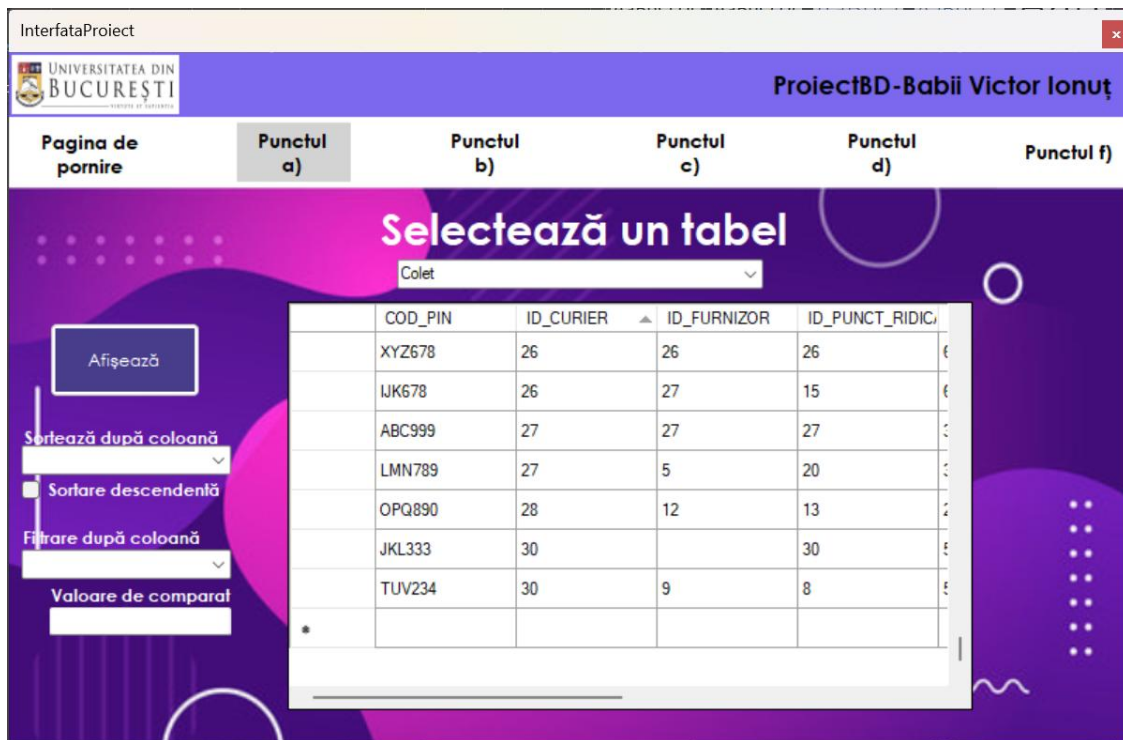 InterfataProiect
UNIVERSITATEA DIN
BUCUREȘTI
ProiectBD-Babii Victor Ionuț
Pagina de
pornire
Punctul
a)
Punctul
b)
Punctul
c)
Punctul
d)
Punctul f)
Selectează un tabel
Colet
Afișează
Sortează după coloană
Sortare descendentă
Filtrare după coloană
Valoare de comparat
COD_PIN ID_CURIER ID_FURNIZOR ID_PUNCT_RIDIC
XYZ678 26 26 26
IJK678 26 27 15
ABC999 27 27 27
LMN789 27 5 20
OPQ890 28 12 13
JKL333 30 30
TUV234 30 9 8